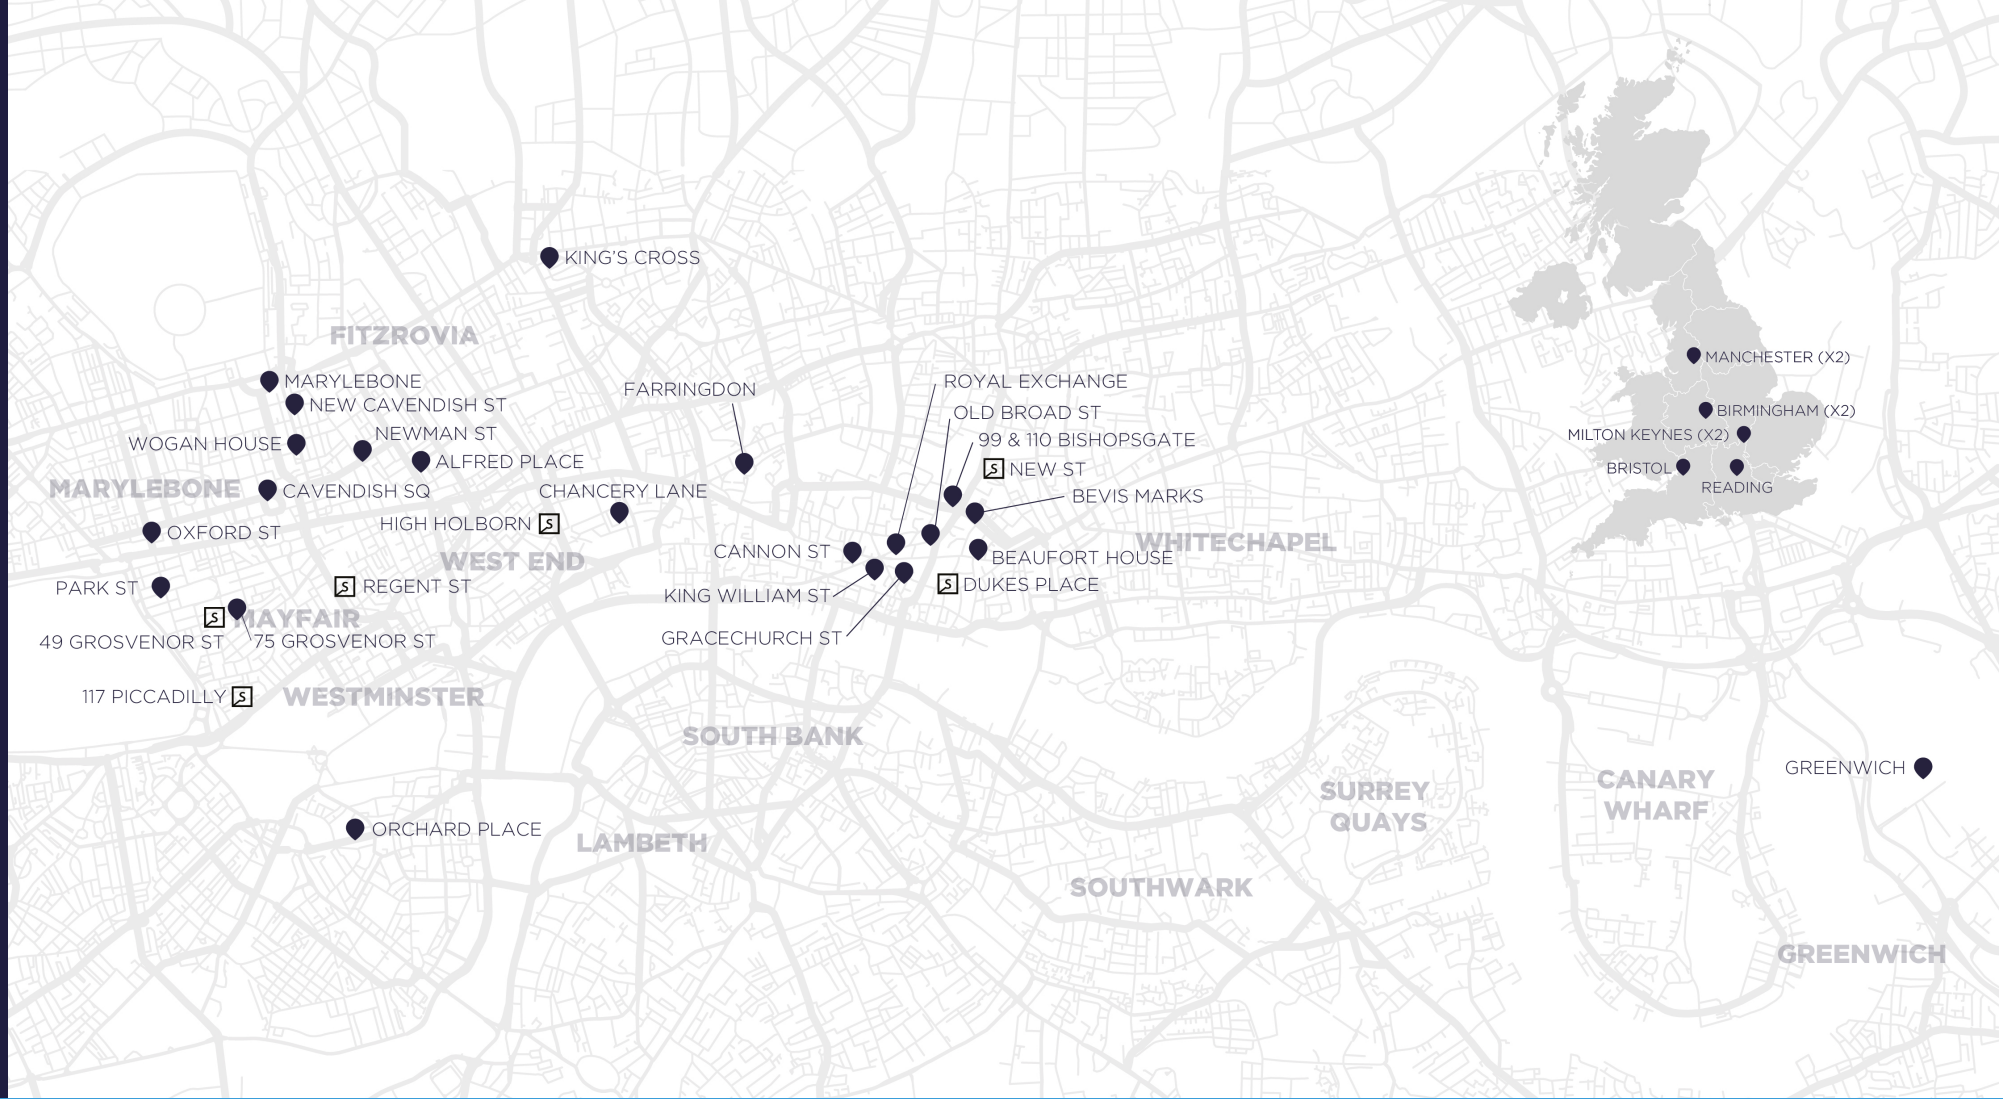 KING'S CROSS
FITZROVIA
MARYLEBONE
NEW CAVENDISH ST
NEWMAN ST
WOGAN HOUSE
ALFRED PLACE
MARYLEBONE
CAVENDISH SQ
OXFORD ST
HIGH HOLBORN
S
CHANCERY LANE
FARRINGDON
WEST END
PARK ST
S
REGENT ST
S
MAYFAIR
49 GROSVENOR ST
75 GROSVENOR ST
117 PICCADILLY
S
WESTMINSTER
ORCHARD PLACE
LAMBETH
SOUTH BANK
ROYAL EXCHANGE
OLD BROAD ST
99 & 110 BISHOPSGATE
S
NEW ST
BEVIS MARKS
CANNON ST
WHITECHAPEL
BEAUFORT HOUSE
S
DUKES PLACE
KING WILLIAM ST
GRACECHURCH ST
SOUTHWARK
SURREY
QUAYS
CANARY
WHARF
GREENWICH
GREENWICH
MANCHESTER (X2)
BIRMINGHAM (X2)
MILTON KEYNES (X2)
BRISTOL
READING